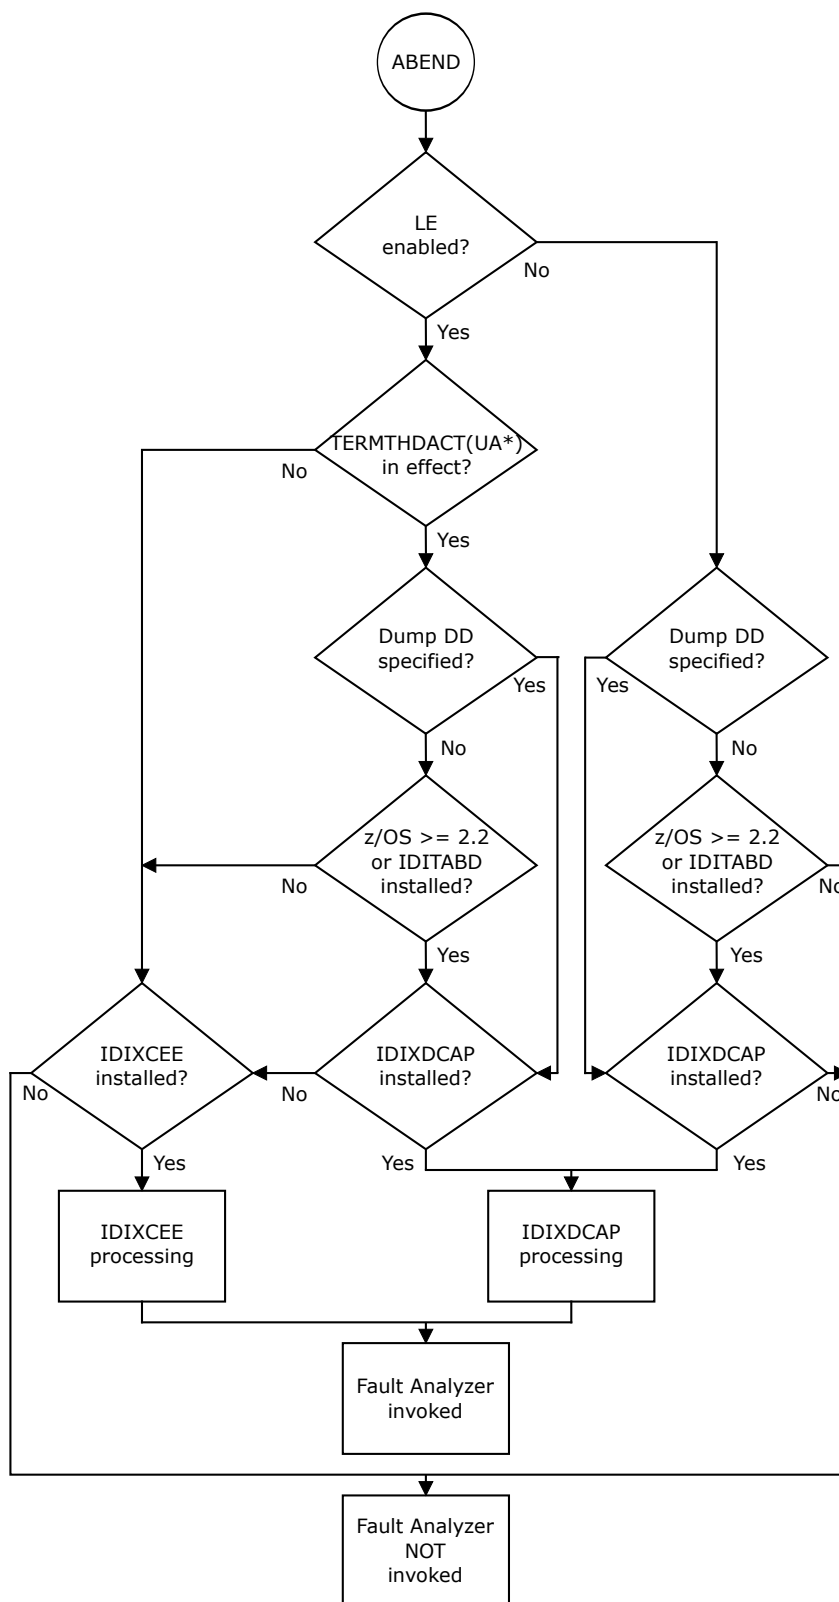 ABEND
LE
enabled?
No
Yes
TERMTHDACT(UA*)
in effect?
No
Yes
Dump DD
specified?
Yes
No
Dump DD
specified?
Yes
No
z/OS >= 2.2
or IDITABD
installed?
No
Yes
z/OS >= 2.2
or IDITABD
installed?
No
Yes
IDIXCEE
installed?
No
Yes
IDIXDCAP
installed?
No
Yes
IDIXDCAP
installed?
No
Yes
IDIXCEE
processing
IDIXDCAP
processing
Fault Analyzer
invoked
Fault Analyzer
NOT
invoked